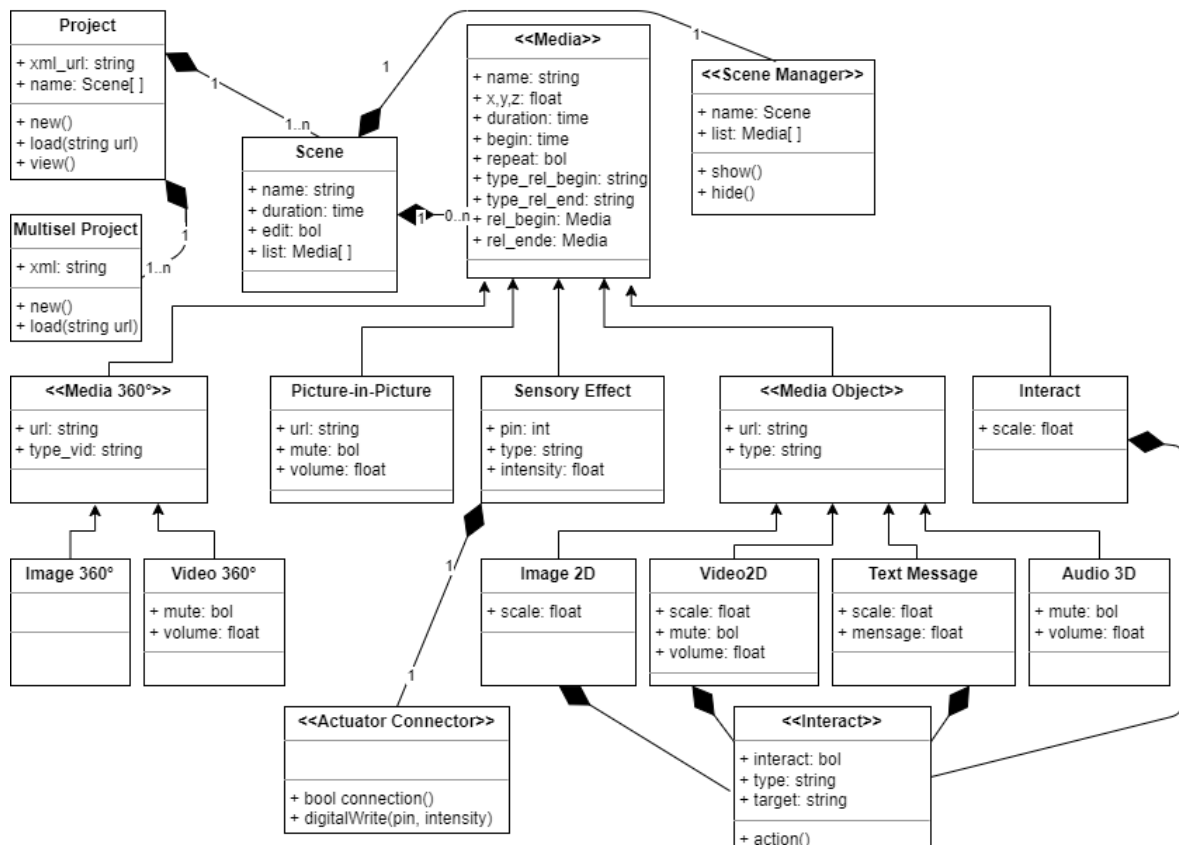 Project
+ xml_url: string
+ name: Scene[ ]
+ new()
+ load(string url)
+ view()
1
1..n
1
1..n
Multisel Project
+ xml: string
+ new()
+ load(string url)
Scene
+ name: string
+ duration: time
+ edit: bol
+ list: Media[ ]
1
0..n
1
1
<<Media>>
+ name: string
+ x,y,z: float
+ duration: time
+ begin: time
+ repeat: bol
+ type_rel_begin: string
+ type_rel_end: string
+ rel_begin: Media
+ rel_ende: Media
<<Scene Manager>>
+ name: Scene
+ list: Media[ ]
+ show()
+ hide()
<<Media 360°>>
+ url: string
+ type_vid: string
Picture-in-Picture
+ url: string
+ mute: bol
+ volume: float
Sensory Effect
+ pin: int
+ type: string
+ intensity: float
<<Media Object>>
+ url: string
+ type: string
Interact
+ scale: float
Image 360°
Video 360°
+ mute: bol
+ volume: float
1
1
Image 2D
+ scale: float
Video2D
+ scale: float
+ mute: bol
+ volume: float
Text Message
+ scale: float
+ mensage: float
Audio 3D
+ mute: bol
+ volume: float
<<Actuator Connector>>
+ bool connection()
+ digitalWrite(pin, intensity)
<<Interact>>
+ interact: bol
+ type: string
+ target: string
+ action()